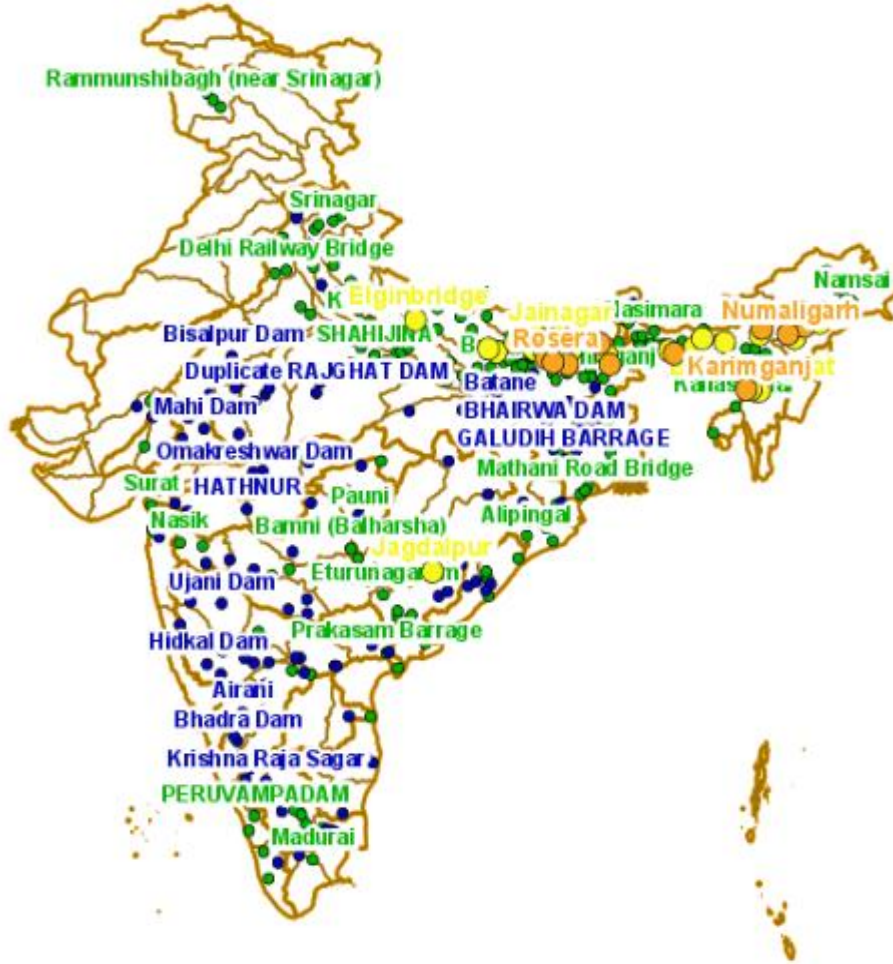 Rammunshibagh (near Srinagar)
Srinagar
Delhi Railway Bridge
Namsai
K
Elginbridge
Jainagar
Numaligarh
Bisalpur Dam
SHAHIJINA
Rosera
Duplicate RAJGHAT DAM
Batane
Karimganj
Mahi Dam
BHAIRWA DAM
Omakreshwar Dam
GALUDIH BARRAGE
Mathani Road Bridge
Surat
HATHNUR
Pauni
Nasik
Bamni (Balharsha)
Alipingal
Jagdalpur
Ujani Dam
Hidkal Dam
Prakasam Barrage
Airani
Bhadra Dam
Krishna Raja Sagar
PERUVAMPADAM
Madurai